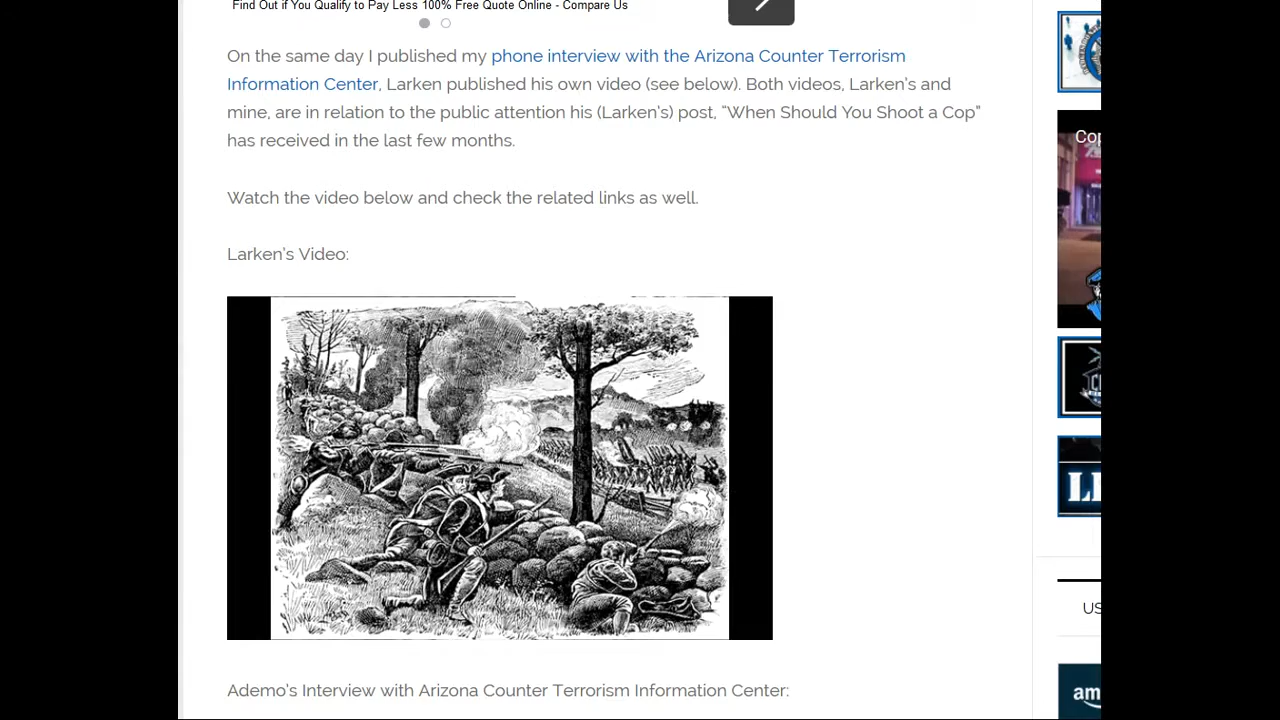 Find Out if You Qualify to Pay Less 100% Free Quote Online - Compare Us
On the same day I published my phone interview with the Arizona Counter Terrorism
Information Center, Larken published his own video (see below). Both videos, Larken’s and
mine, are in relation to the public attention his (Larken’s) post, “When Should You Shoot a Cop”
has received in the last few months.
Watch the video below and check the related links as well.
Larken’s Video:
Ademo’s Interview with Arizona Counter Terrorism Information Center:
Cop
US
am